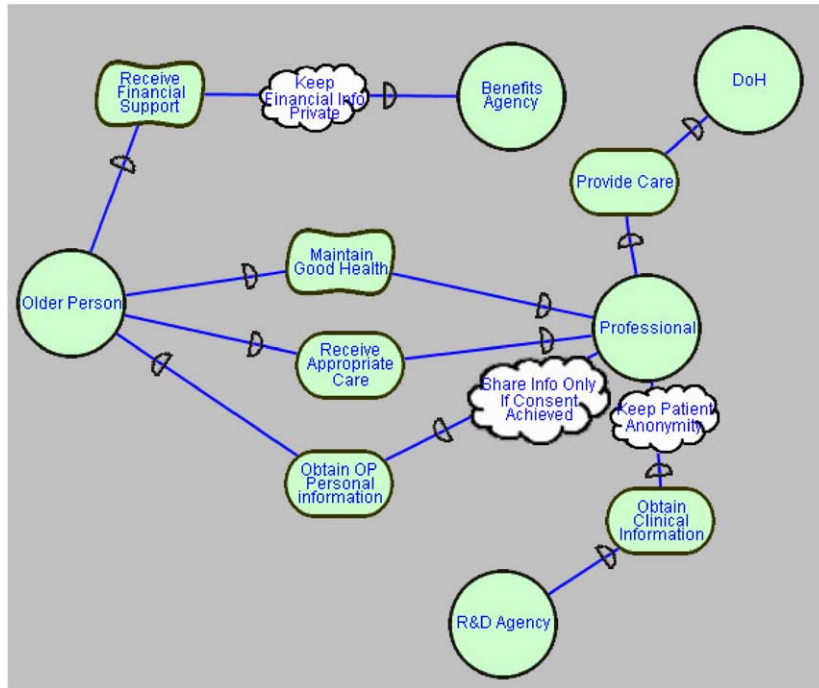 Receive
Financial
Support
Keep
Financial Info
Private
Benefits
Agency
DoH
Provide Care
Older Person
Maintain
Good Health
Professional
Receive
Appropriate
Care
Share Info Only
If Consent
Achieved
Keep Patient
Anonymity
Obtain OP
Personal
information
Obtain
Clinical
Information
R&D Agency